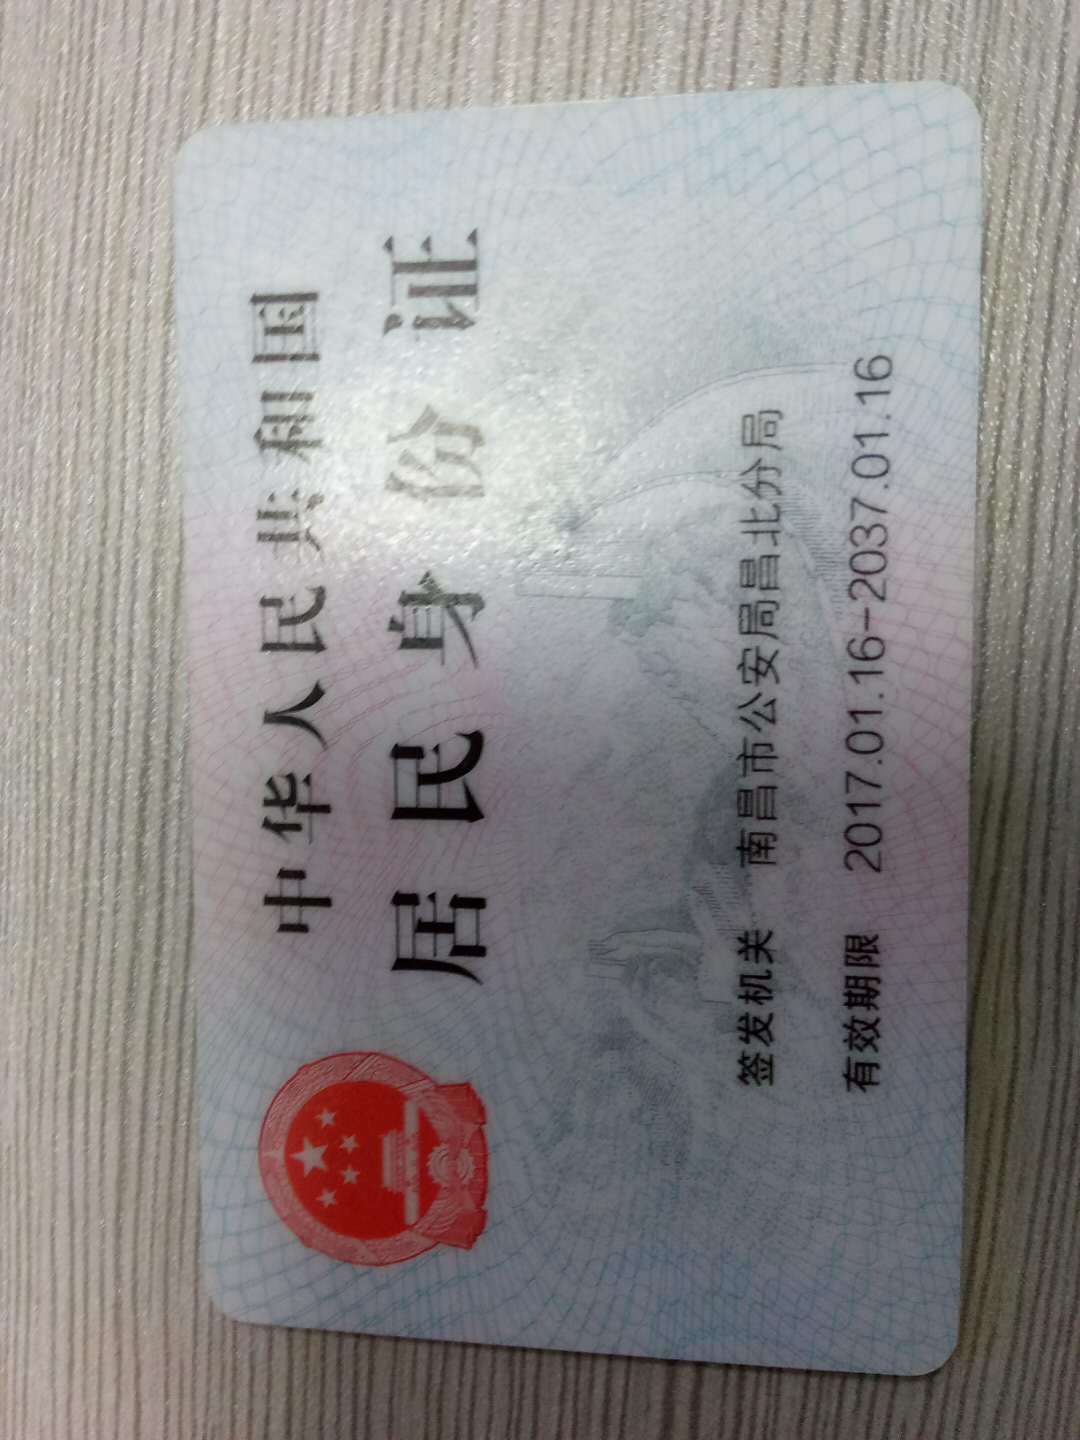 中华人民共和国
居民身份证
签发机关 南昌市公安局昌北分局
有效期限 2017.01.16-2037.01.16